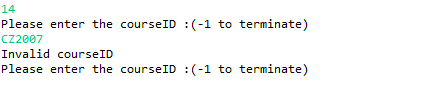 14
Please enter the courseID :(-1 to terminate)
CZ2007
Invalid courseID
Please enter the courseID :(-1 to terminate)